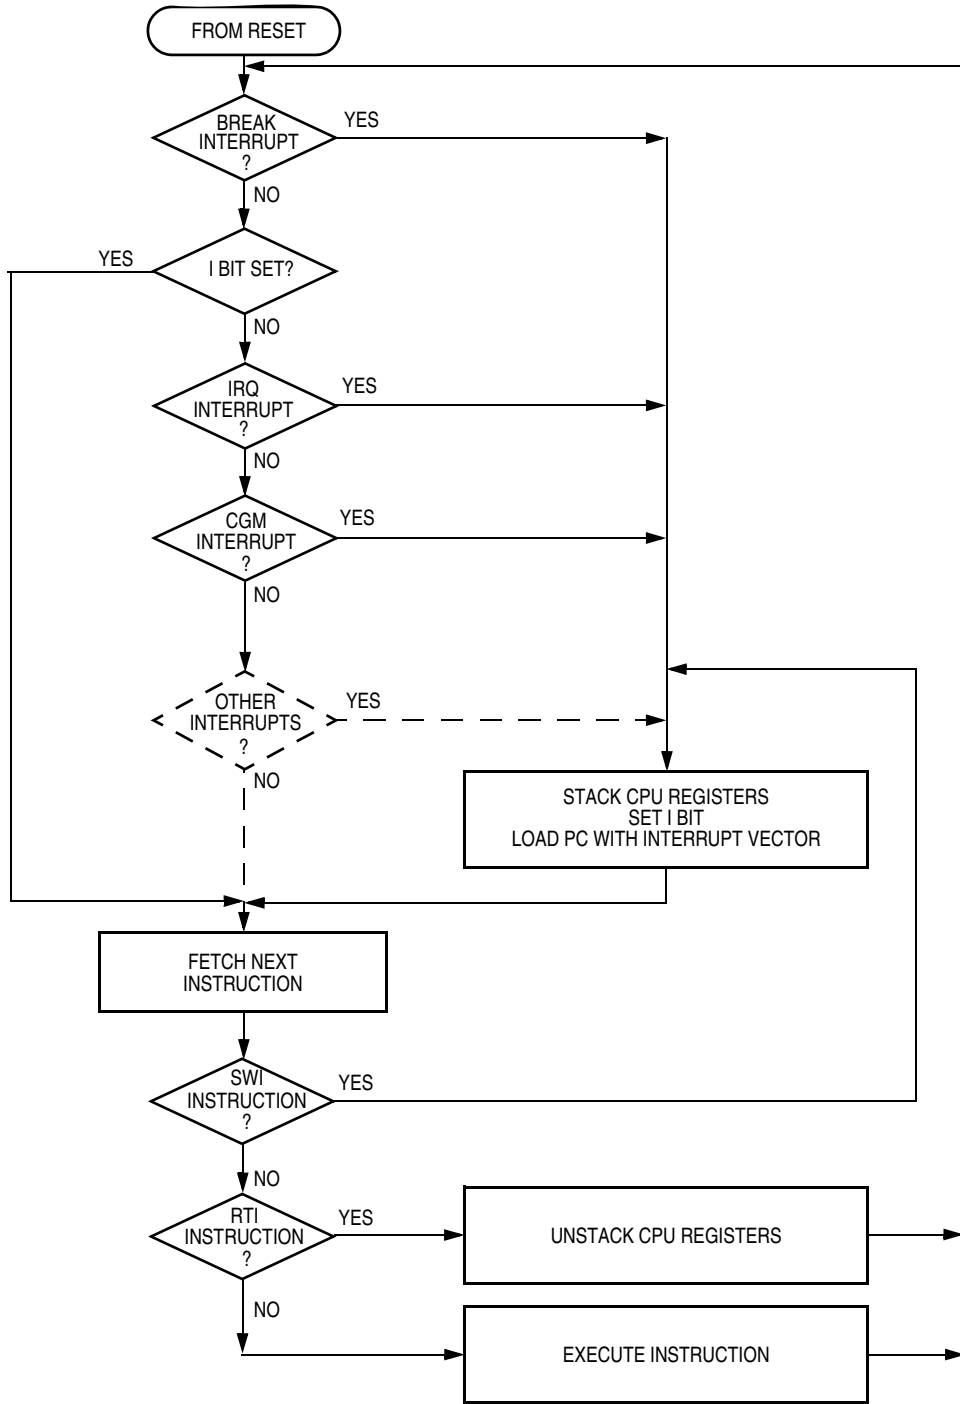 FROM RESET
BREAK
INTERRUPT
?
YES
NO
I BIT SET?
YES
NO
IRQ
INTERRUPT
?
YES
NO
CGM
INTERRUPT
?
YES
NO
OTHER
INTERRUPTS
?
YES
NO
STACK CPU REGISTERS
SET I BIT
LOAD PC WITH INTERRUPT VECTOR
FETCH NEXT
INSTRUCTION
SWI
INSTRUCTION
?
YES
NO
RTI
INSTRUCTION
?
YES
UNSTACK CPU REGISTERS
NO
EXECUTE INSTRUCTION